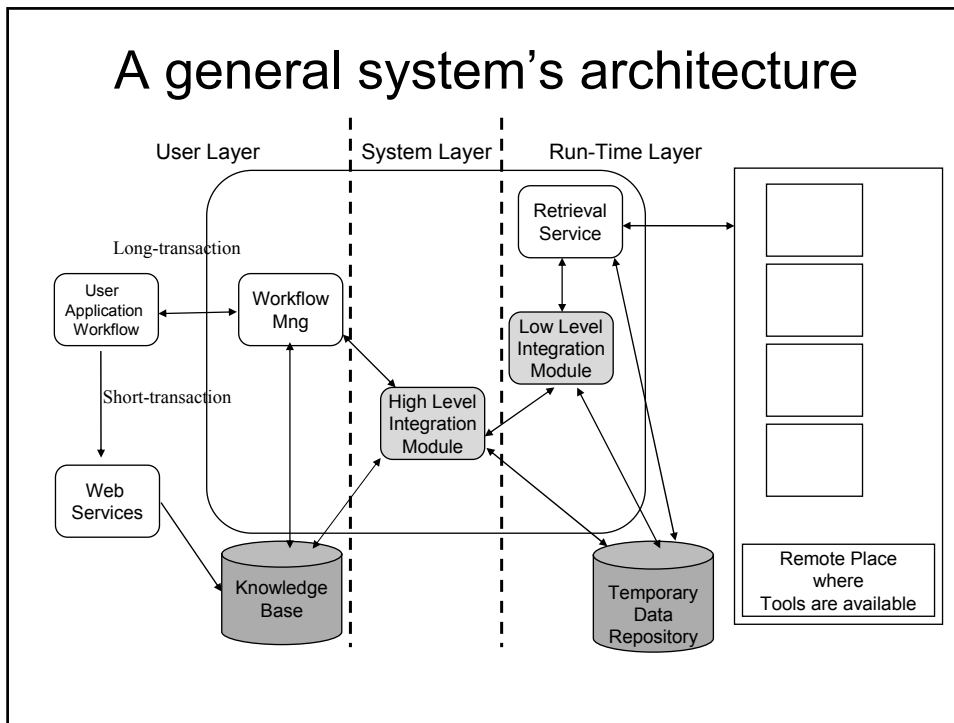 A general system's architecture
User Layer
System Layer
Run-Time Layer
Retrieval
Service
Long-transaction
User
Application
Workflow
Workflow
Mng
Low Level
Integration
Module
Short-transaction
High Level
Integration
Module
Web
Services
Knowledge
Base
Temporary
Data
Repository
Remote Place
where
Tools are available